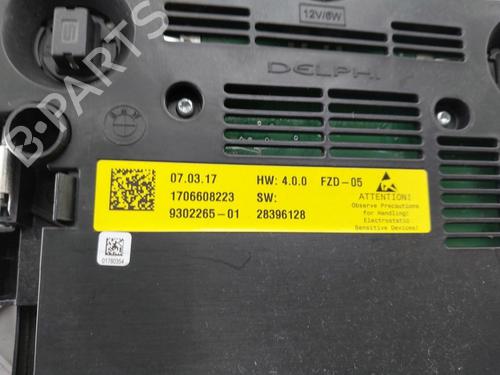 12V/6W
DELPHI
B-PARTS
07.03.17 HW: 4.0.0 FZD-05
1706608223 SW:
9302265-01 28396128
ATTENTION!
Observe Precautions
for Handling!
Electrostatic
Sensitive Devices!
01780354